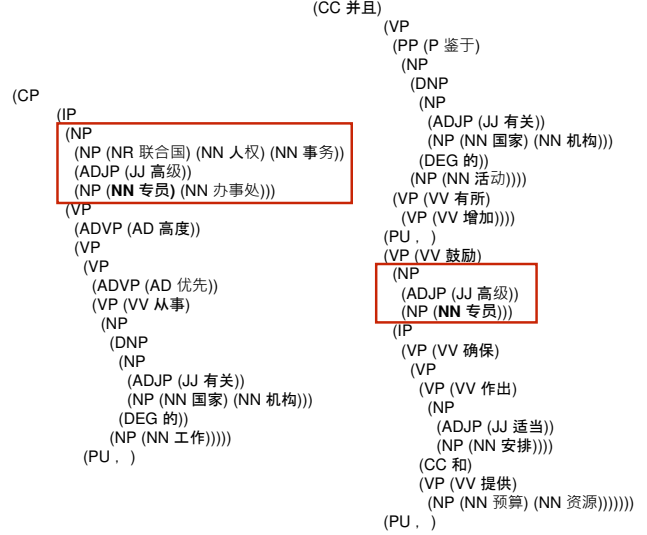 (CP
(IP
(NP
(NP (NR 联合国) (NN 人权) (NN 事务))
(ADJP (JJ 高级))
(NP (NN 专员) (NN 办事处)))
(VP
(ADVP (AD 高度))
(VP
(VP
(ADVP (AD 优先))
(VP (VV 从事)
(NP
(DNP
(NP
(ADJP (JJ 有关))
(NP (NN 国家) (NN 机构)))
(DEG 的))
(NP (NN 工作)))))
(PU ，)
(CC 并且)
(VP
(PP (P 鉴于)
(NP
(DNP
(NP
(ADJP (JJ 有关))
(NP (NN 国家) (NN 机构)))
(DEG 的))
(NP (NN 活动))))
(VP (VV 有所)
(VP (VV 增加))))
(PU ，)
(VP (VV 鼓励)
(NP
(ADJP (JJ 高级))
(NP (NN 专员)))
(IP
(VP (VV 确保)
(VP
(VP (VV 作出)
(NP
(ADJP (JJ 适当))
(NP (NN 安排))))
(CC 和)
(VP (VV 提供)
(NP (NN 预算) (NN 资源)))))))
(PU ，)